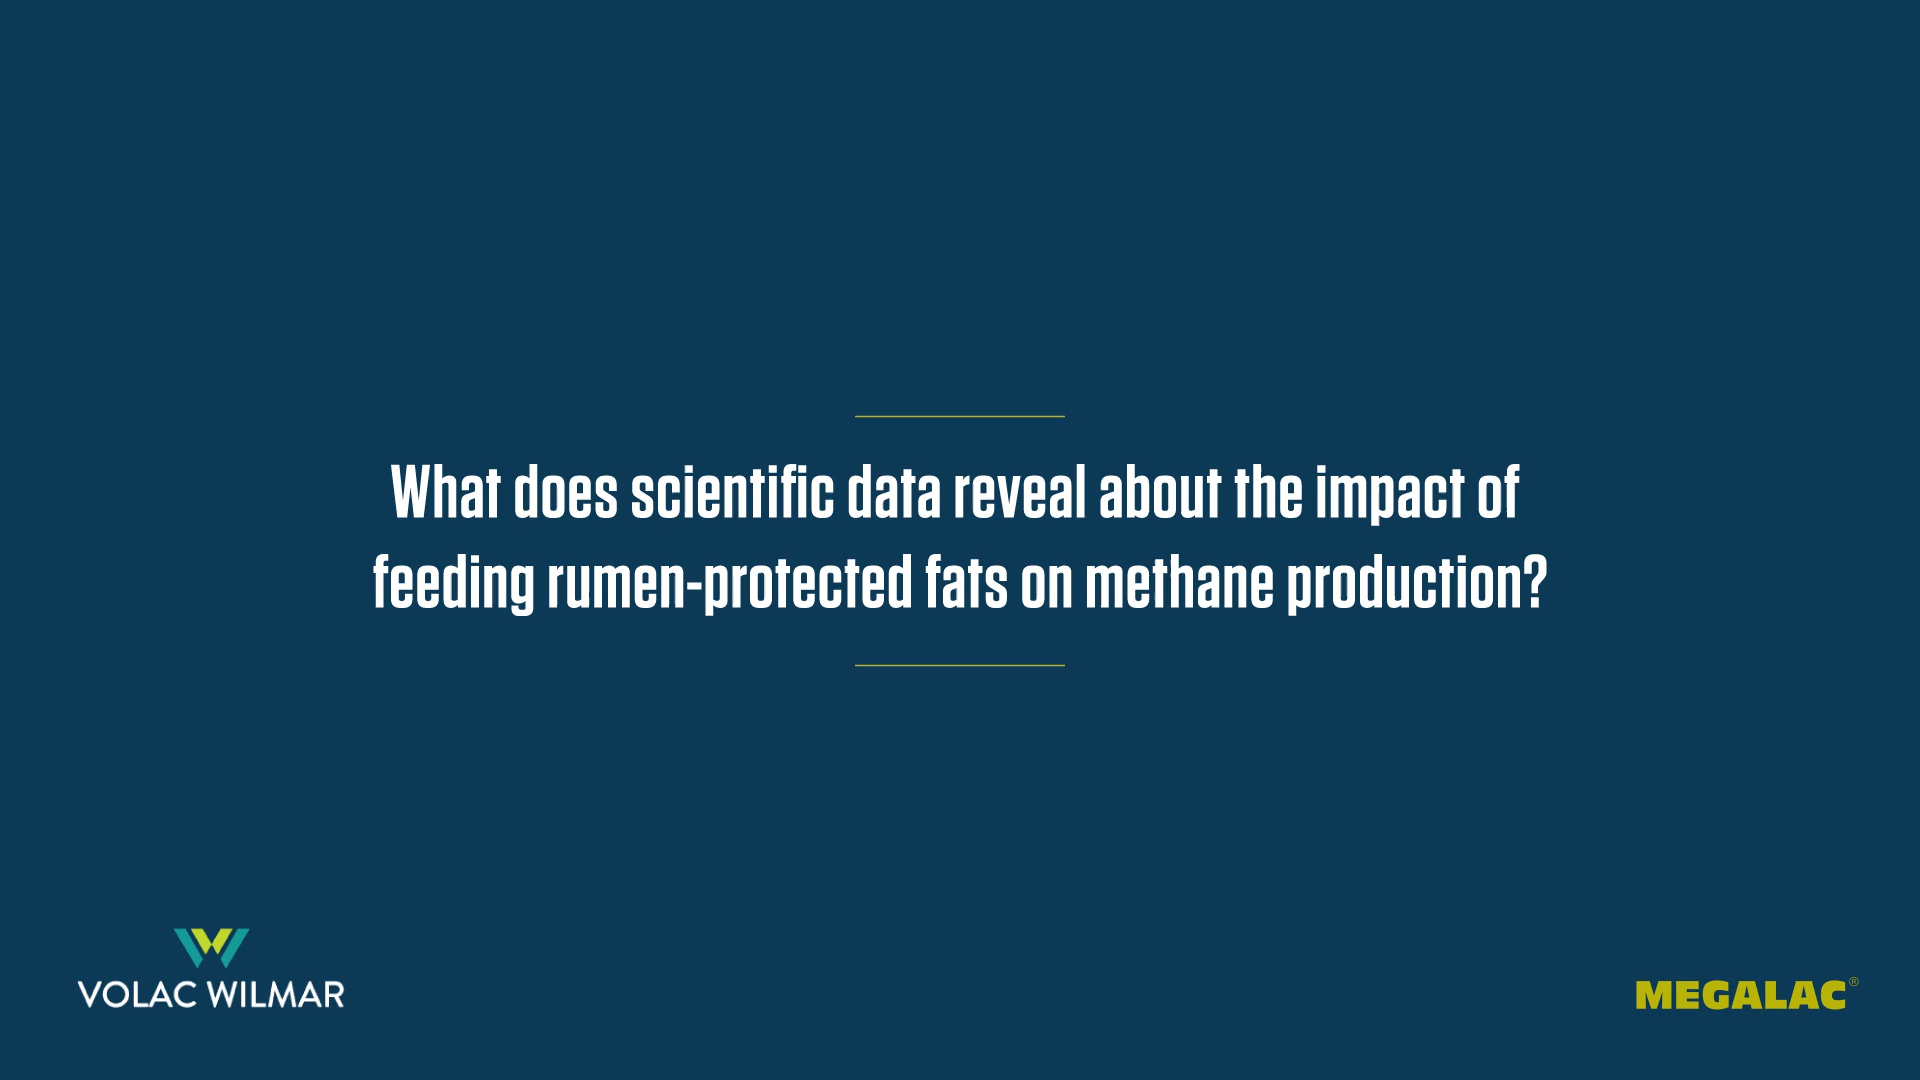 What does scientific data reveal about the impact of
feeding rumen-protected fats on methane production?
VOLAC WILMAR
MEGALAC®